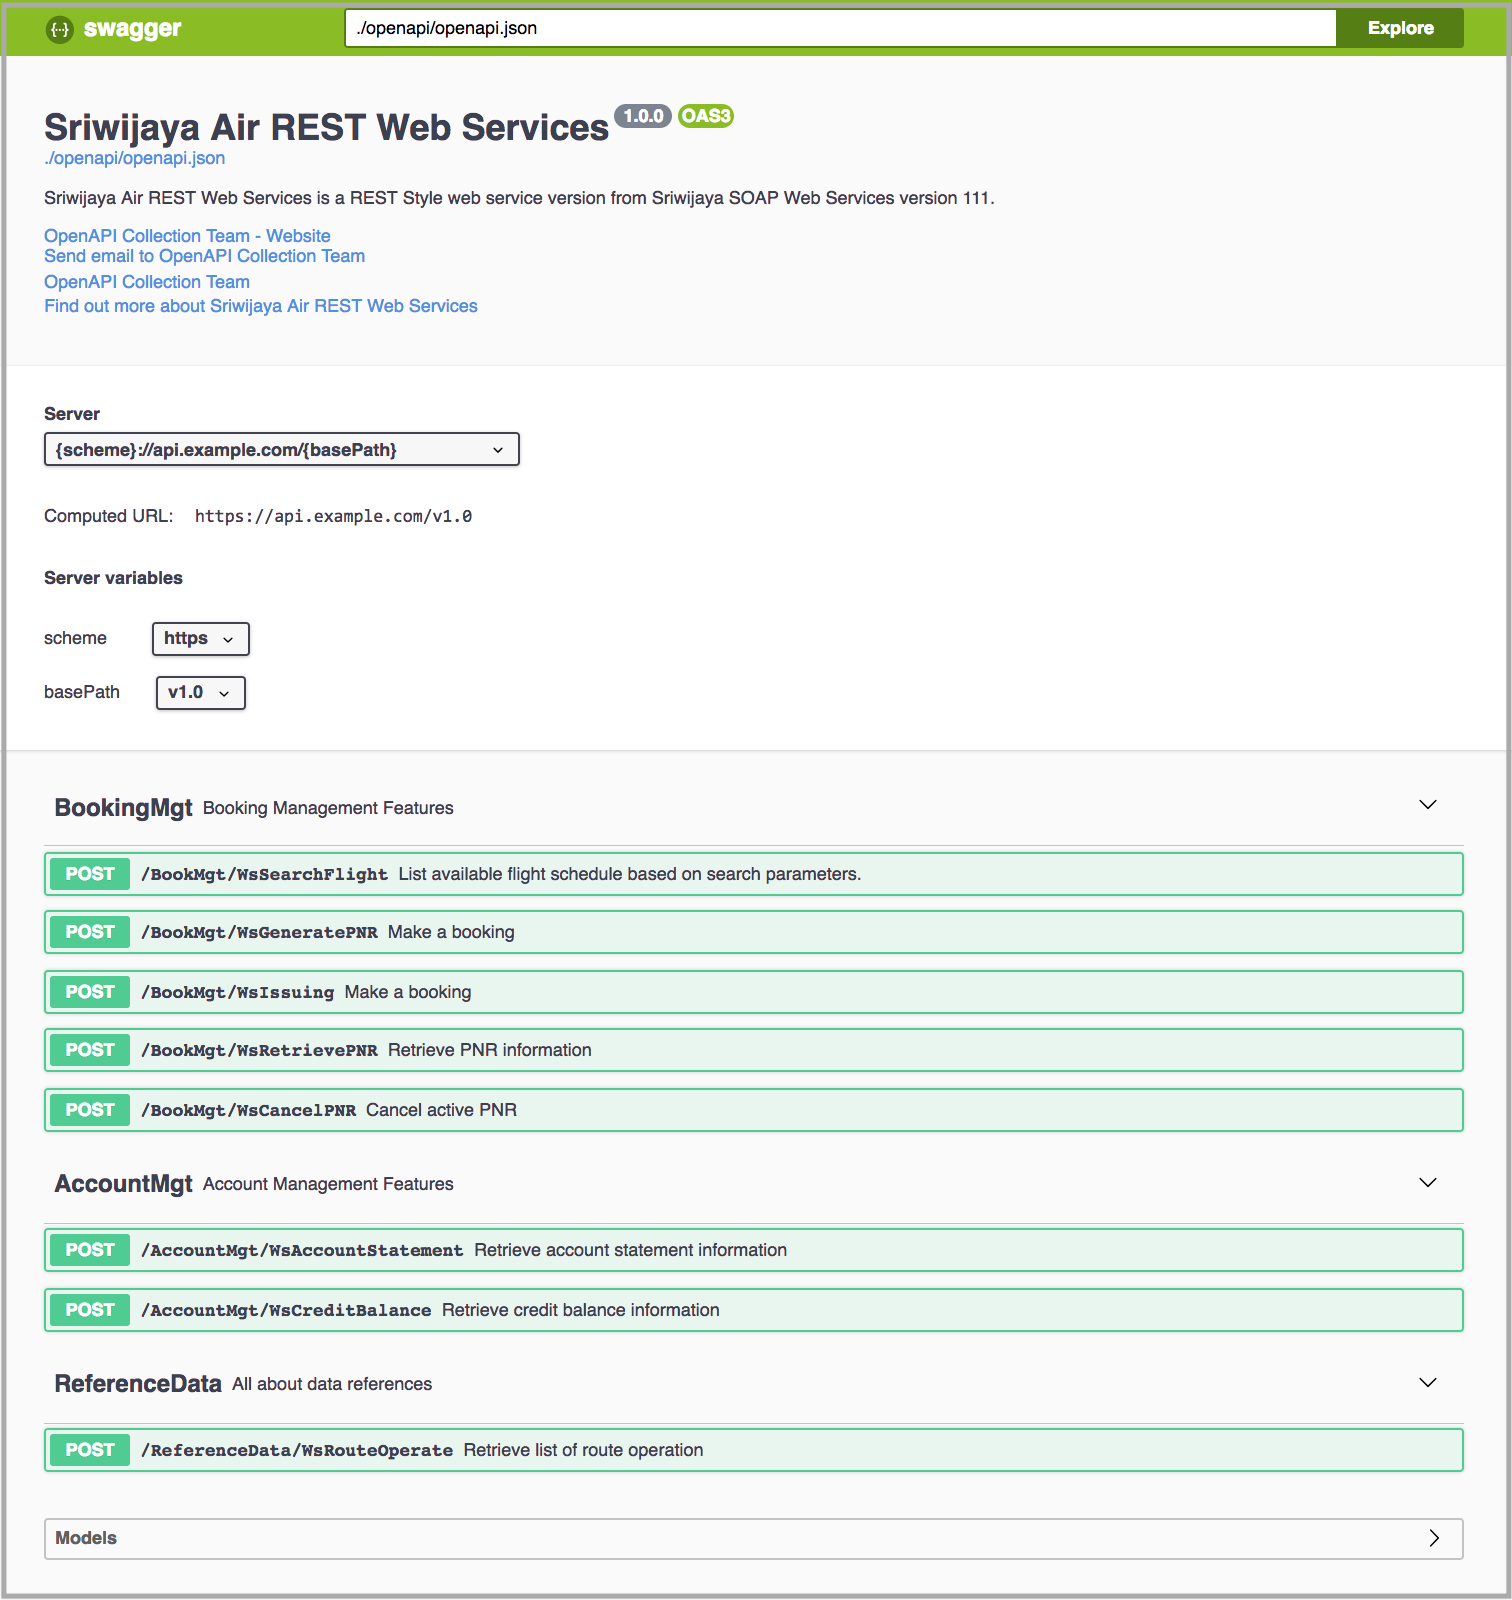 {···} swagger ./openapi/openapi.json Explore
Sriwijaya Air REST Web Services 1.0.0 OAS3
./openapi/openapi.json
Sriwijaya Air REST Web Services is a REST Style web service version from Sriwijaya SOAP Web Services version 111.
OpenAPI Collection Team - Website
Send email to OpenAPI Collection Team
OpenAPI Collection Team
Find out more about Sriwijaya Air REST Web Services
Server
{scheme}://api.example.com/{basePath}
Computed URL: https://api.example.com/v1.0
Server variables
scheme https
basePath v1.0
BookingMgt Booking Management Features
POST /BookMgt/WsSearchFlight List available flight schedule based on search parameters.
POST /BookMgt/WsGeneratePNR Make a booking
POST /BookMgt/WsIssuing Make a booking
POST /BookMgt/WsRetrievePNR Retrieve PNR information
POST /BookMgt/WsCancelPNR Cancel active PNR
AccountMgt Account Management Features
POST /AccountMgt/WsAccountStatement Retrieve account statement information
POST /AccountMgt/WsCreditBalance Retrieve credit balance information
ReferenceData All about data references
POST /ReferenceData/WsRouteOperate Retrieve list of route operation
Models